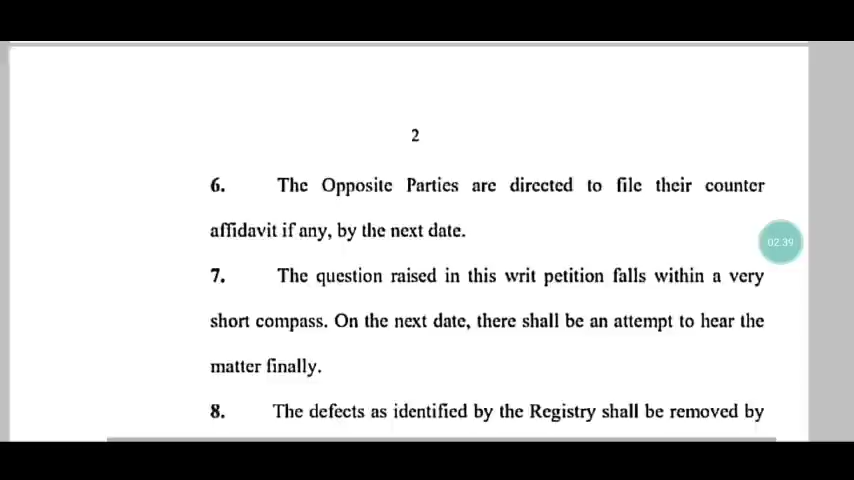 2
6. The Opposite Parties are directed to file their counter
affidavit if any, by the next date.
02:39
7. The question raised in this writ petition falls within a very
short compass. On the next date, there shall be an attempt to hear the
matter finally.
8. The defects as identified by the Registry shall be removed by